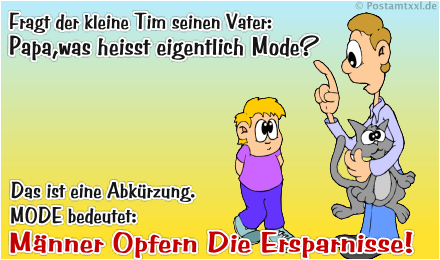 © Postamtxxl.de
Fragt der kleine Tim seinen Vater:
Papa,was heisst eigentlich Mode?
Das ist eine Abkürzung.
MODE bedeutet:
Männer Opfern Die Ersparnisse!